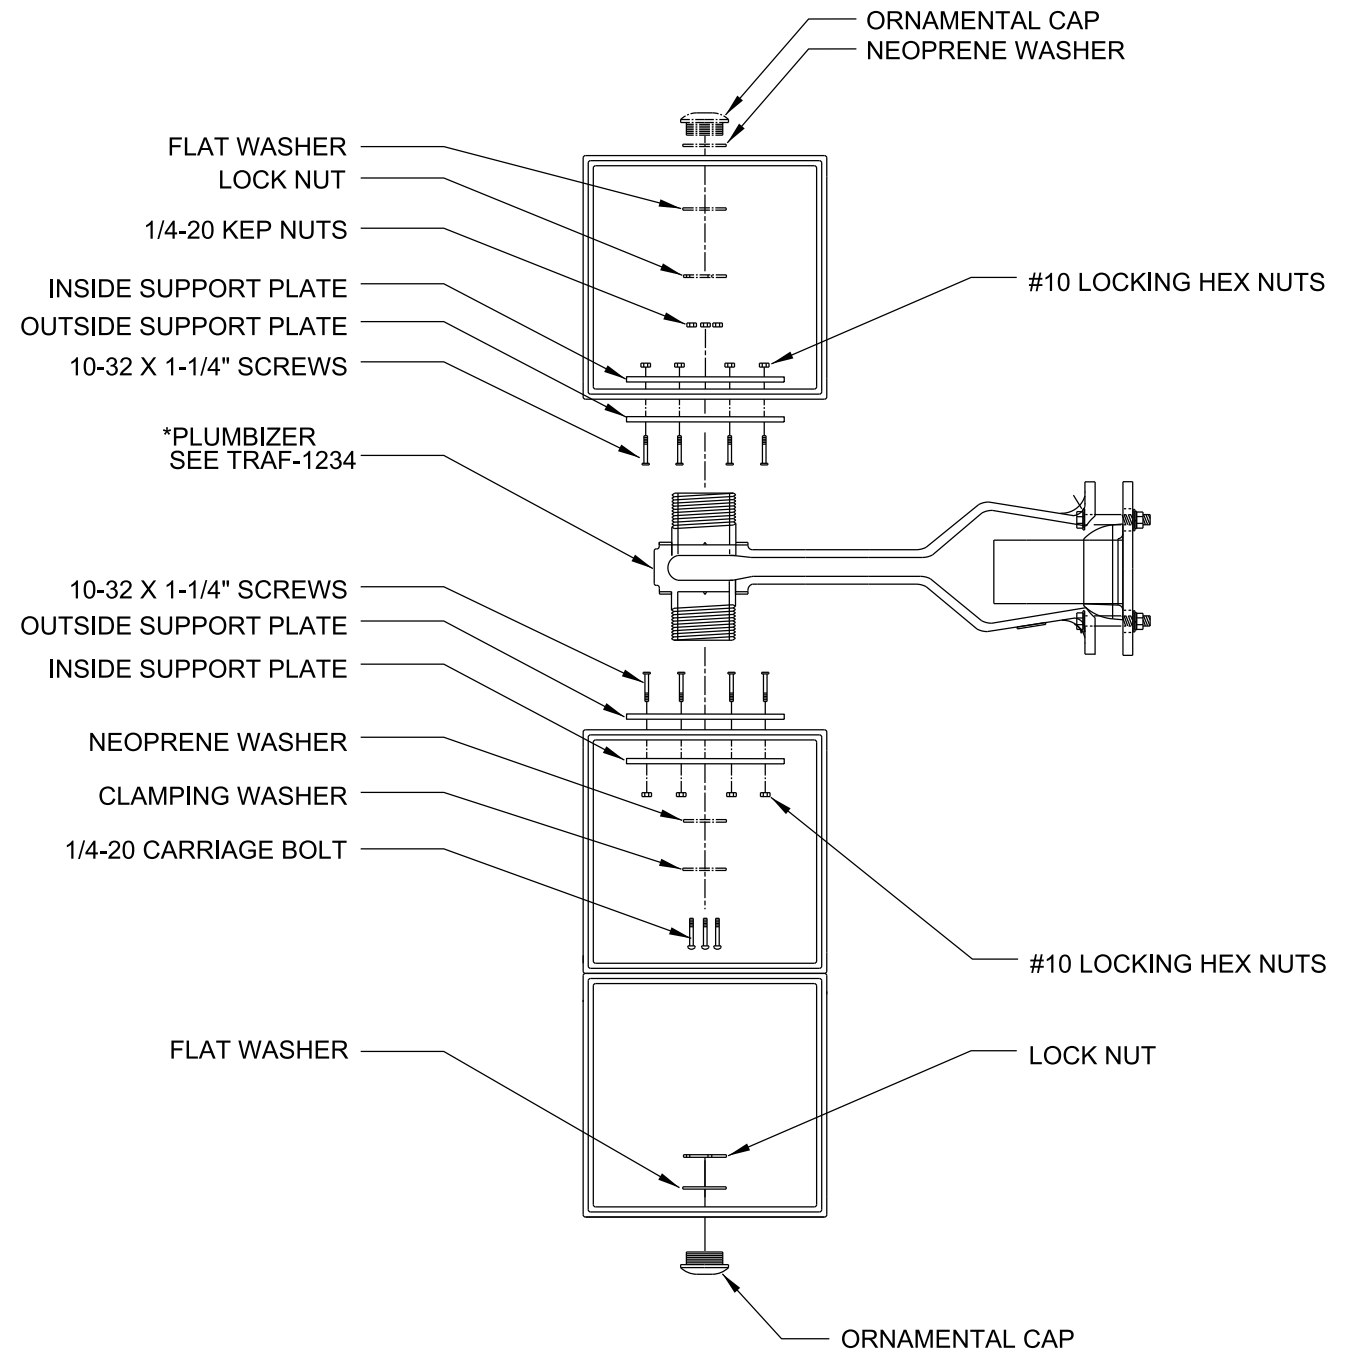 ORNAMENTAL CAP
NEOPRENE WASHER
FLAT WASHER
LOCK NUT
1/4-20 KEP NUTS
INSIDE SUPPORT PLATE
#10 LOCKING HEX NUTS
OUTSIDE SUPPORT PLATE
10-32 X 1-1/4" SCREWS
*PLUMBIZER
SEE TRAF-1234
10-32 X 1-1/4" SCREWS
OUTSIDE SUPPORT PLATE
INSIDE SUPPORT PLATE
NEOPRENE WASHER
CLAMPING WASHER
1/4-20 CARRIAGE BOLT
#10 LOCKING HEX NUTS
FLAT WASHER
LOCK NUT
ORNAMENTAL CAP